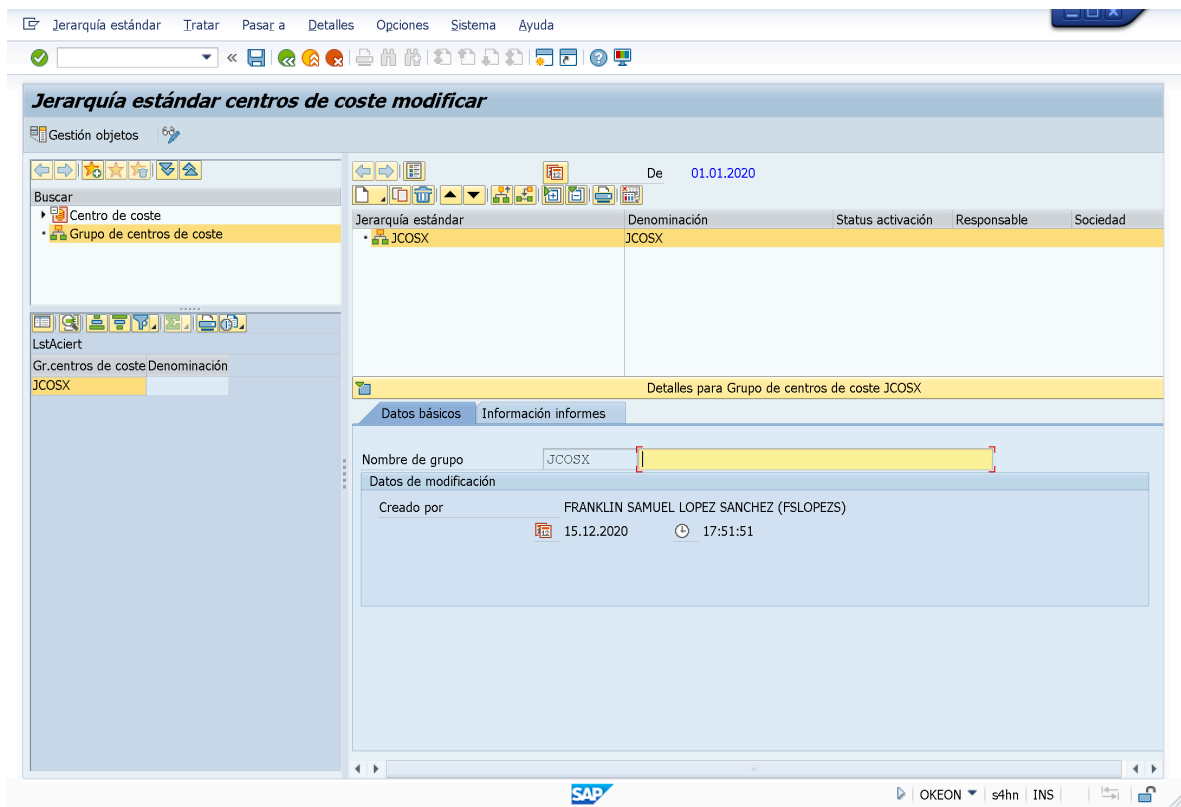 Jerarquía estándar Tratar Pasar a Detalles Opciones Sistema Ayuda
Jerarquía estándar centros de coste modificar
Gestión objetos
De 01.01.2020
Buscar
Centro de coste
Grupo de centros de coste
Jerarquía estándar Denominación Status activación Responsable Sociedad
JCOSX JCOSX
LstAciert
Gr.centros de coste Denominación
JCOSX
Detalles para Grupo de centros de coste JCOSX
Datos básicos Información informes
Nombre de grupo JCOSX
Datos de modificación
Creado por FRANKLIN SAMUEL LOPEZ SANCHEZ (FSLOPEZS)
15.12.2020 17:51:51
SAP OKEON s4hn INS